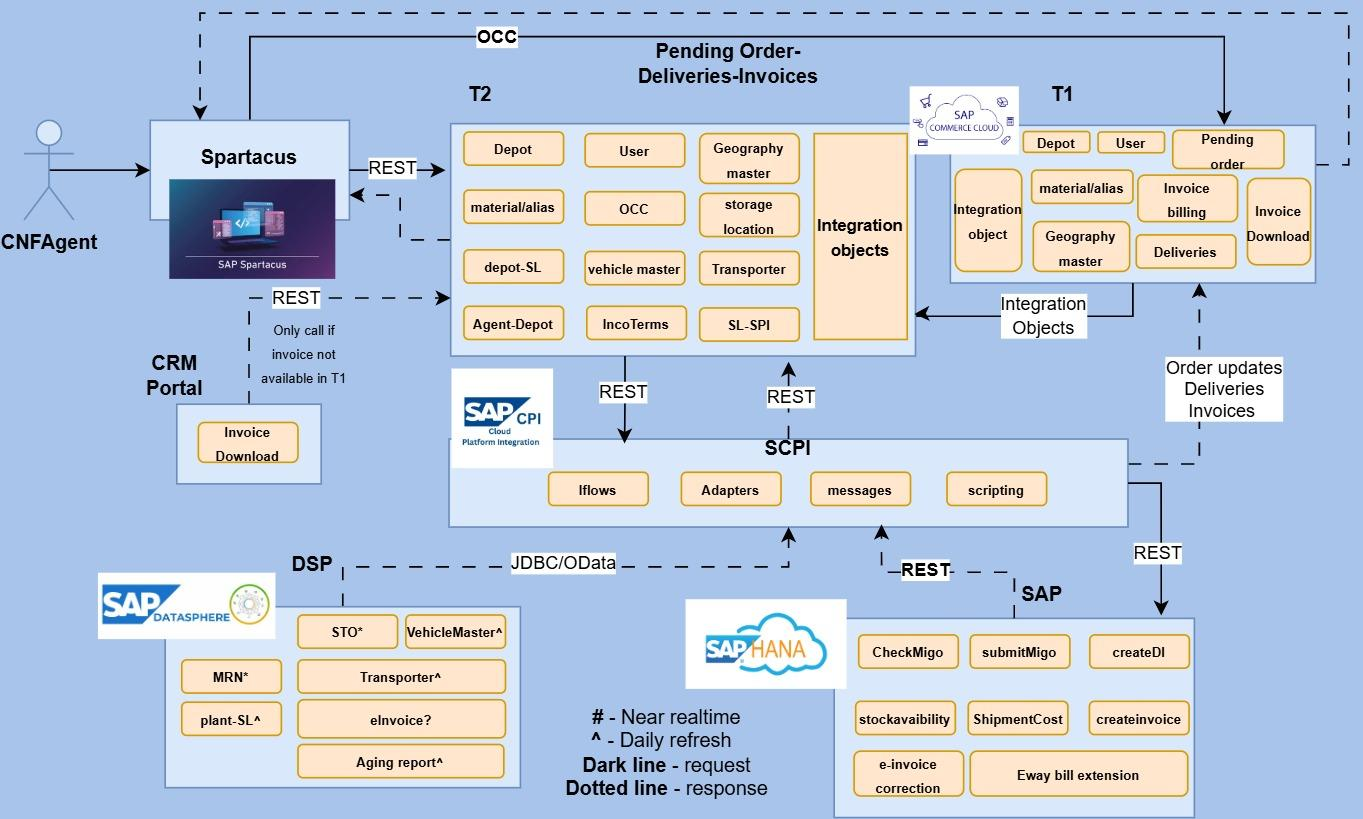 OCC
Pending Order-
Deliveries-Invoices
T2
T1
SAP
COMMERCE CLOUD
Spartacus
SAP Spartacus
CNFAgent
REST
Depot
User
Geography
master
material/alias
OCC
storage
location
depot-SL
vehicle master
Transporter
Agent-Depot
IncoTerms
SL-SPI
Integration
objects
Depot
User
Pending
order
Integration
object
material/alias
Invoice
billing
Invoice
Download
Geography
master
Deliveries
REST
Only call if
invoice not
available in T1
Integration
Objects
CRM
Portal
Invoice
Download
REST
REST
Order updates
Deliveries
Invoices
SAP CPI
Cloud
Platform Integration
SCPI
Iflows
Adapters
messages
scripting
DSP
JDBC/OData
REST
REST
SAP
SAP DATASPHERE
STO*
VehicleMaster^
MRN*
Transporter^
plant-SL^
eInvoice?
Aging report^
SAP HANA
CheckMigo
submitMigo
createDI
stockavaibility
ShipmentCost
createinvoice
e-invoice
correction
Eway bill extension
# - Near realtime
^ - Daily refresh
Dark line - request
Dotted line - response